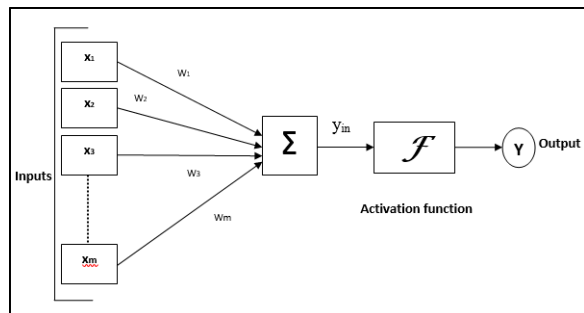 x₁
W₁
x₂
W₂
x₃
W₃
Inputs
Σ
yᵢₙ
ℱ
Y
Output
Activation function
Wm
xm